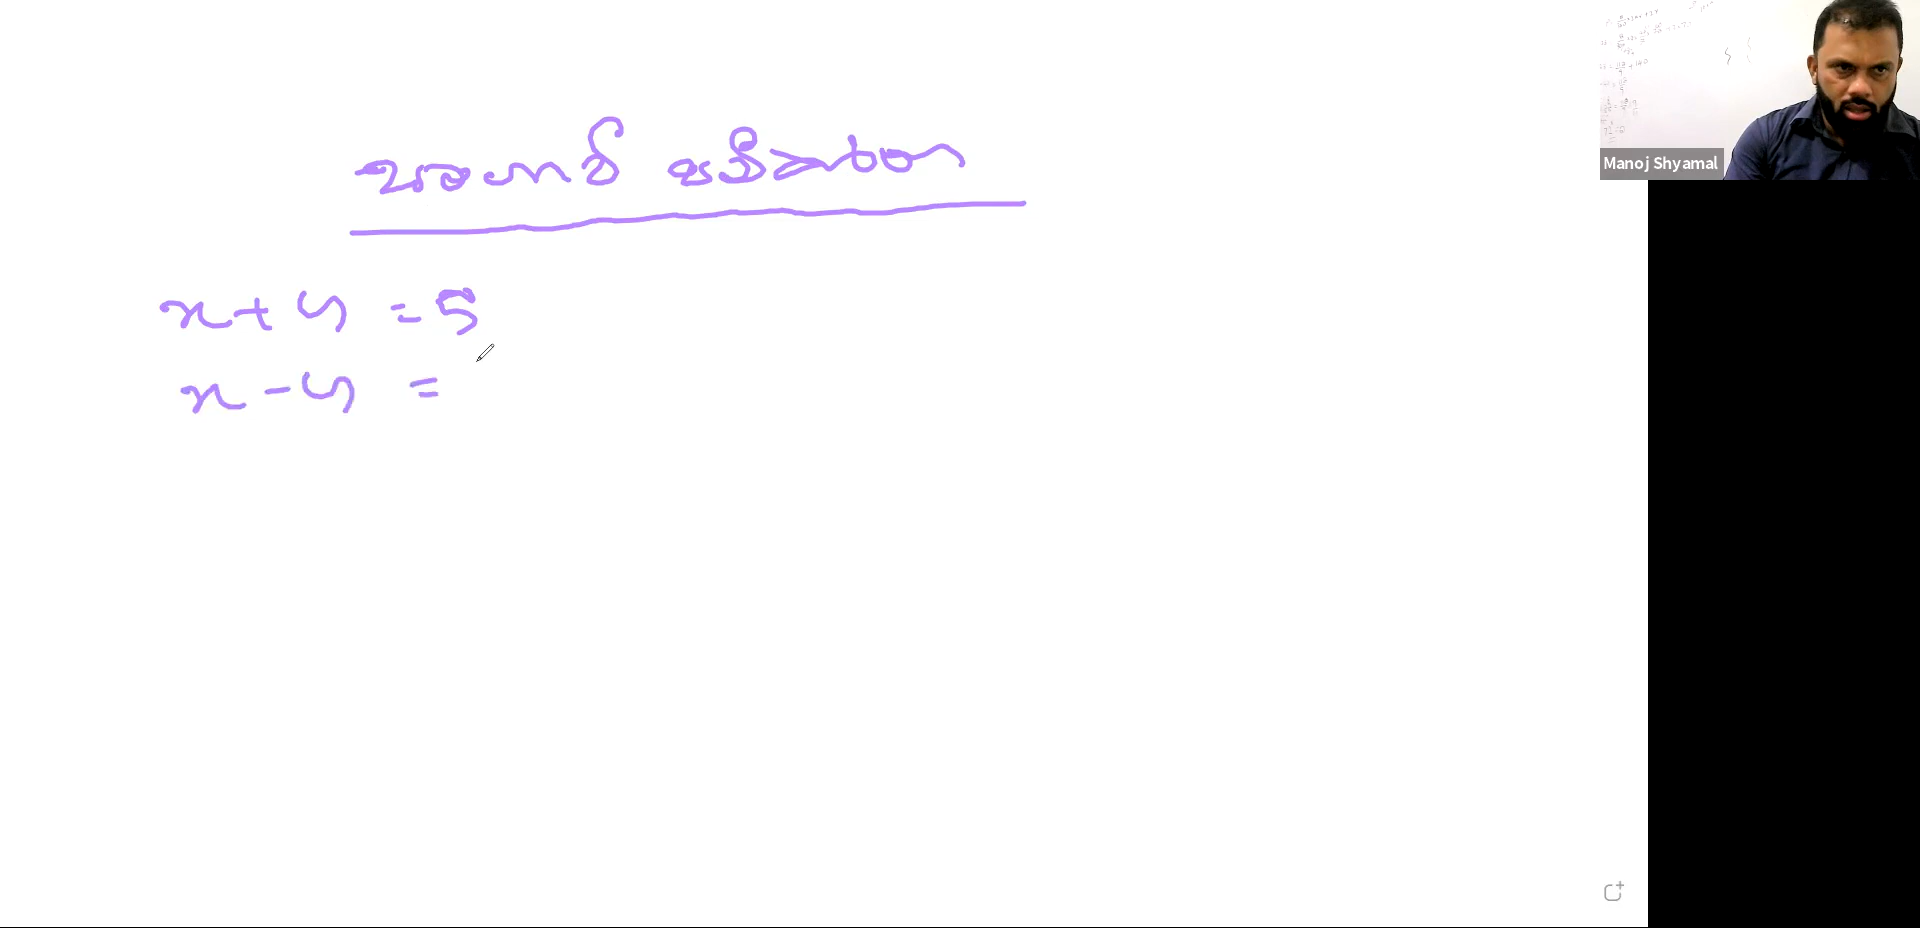 සමගාමී සමීකරණ
x + y = 5
x - y =
Manoj Shyamal